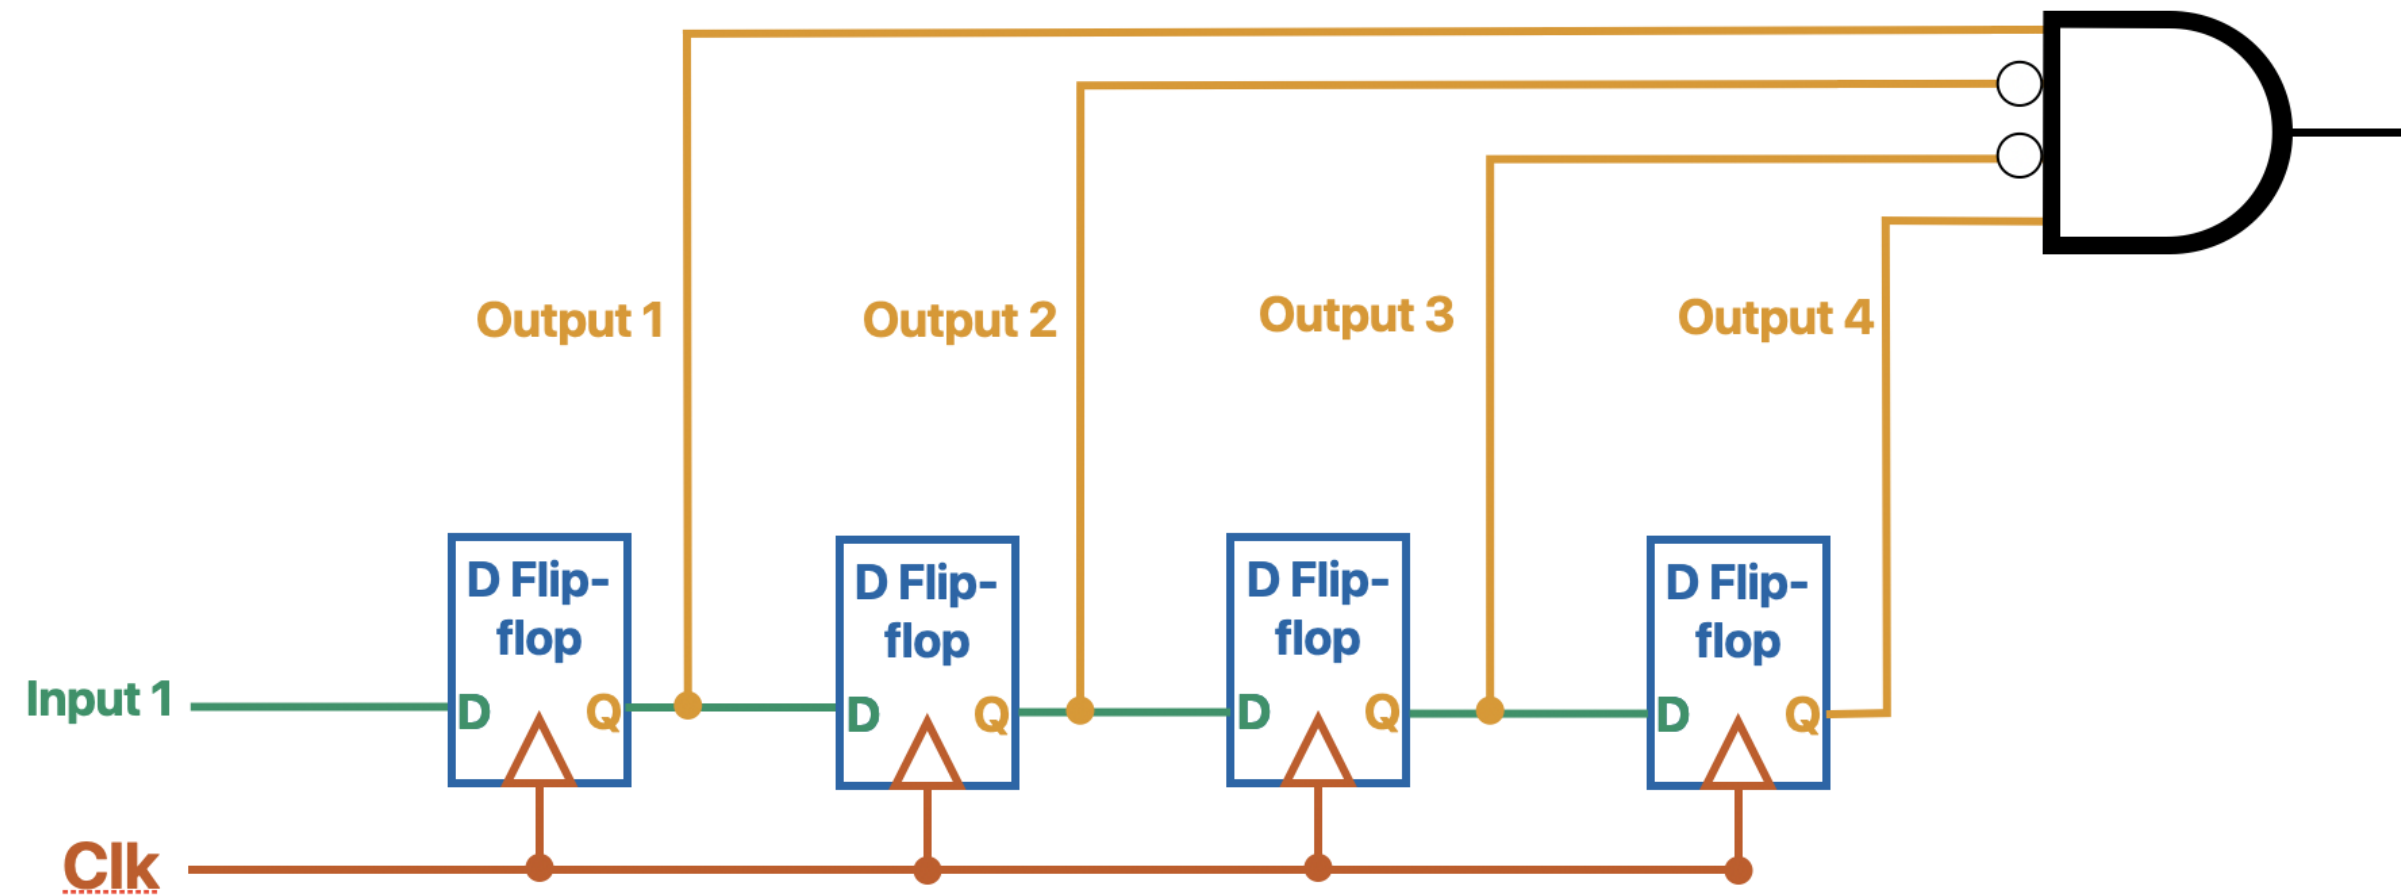 Output 1
Output 2
Output 3
Output 4
D Flip-
flop
D Flip-
flop
D Flip-
flop
D Flip-
flop
Input 1
D
Q
D
Q
D
Q
D
Q
Clk